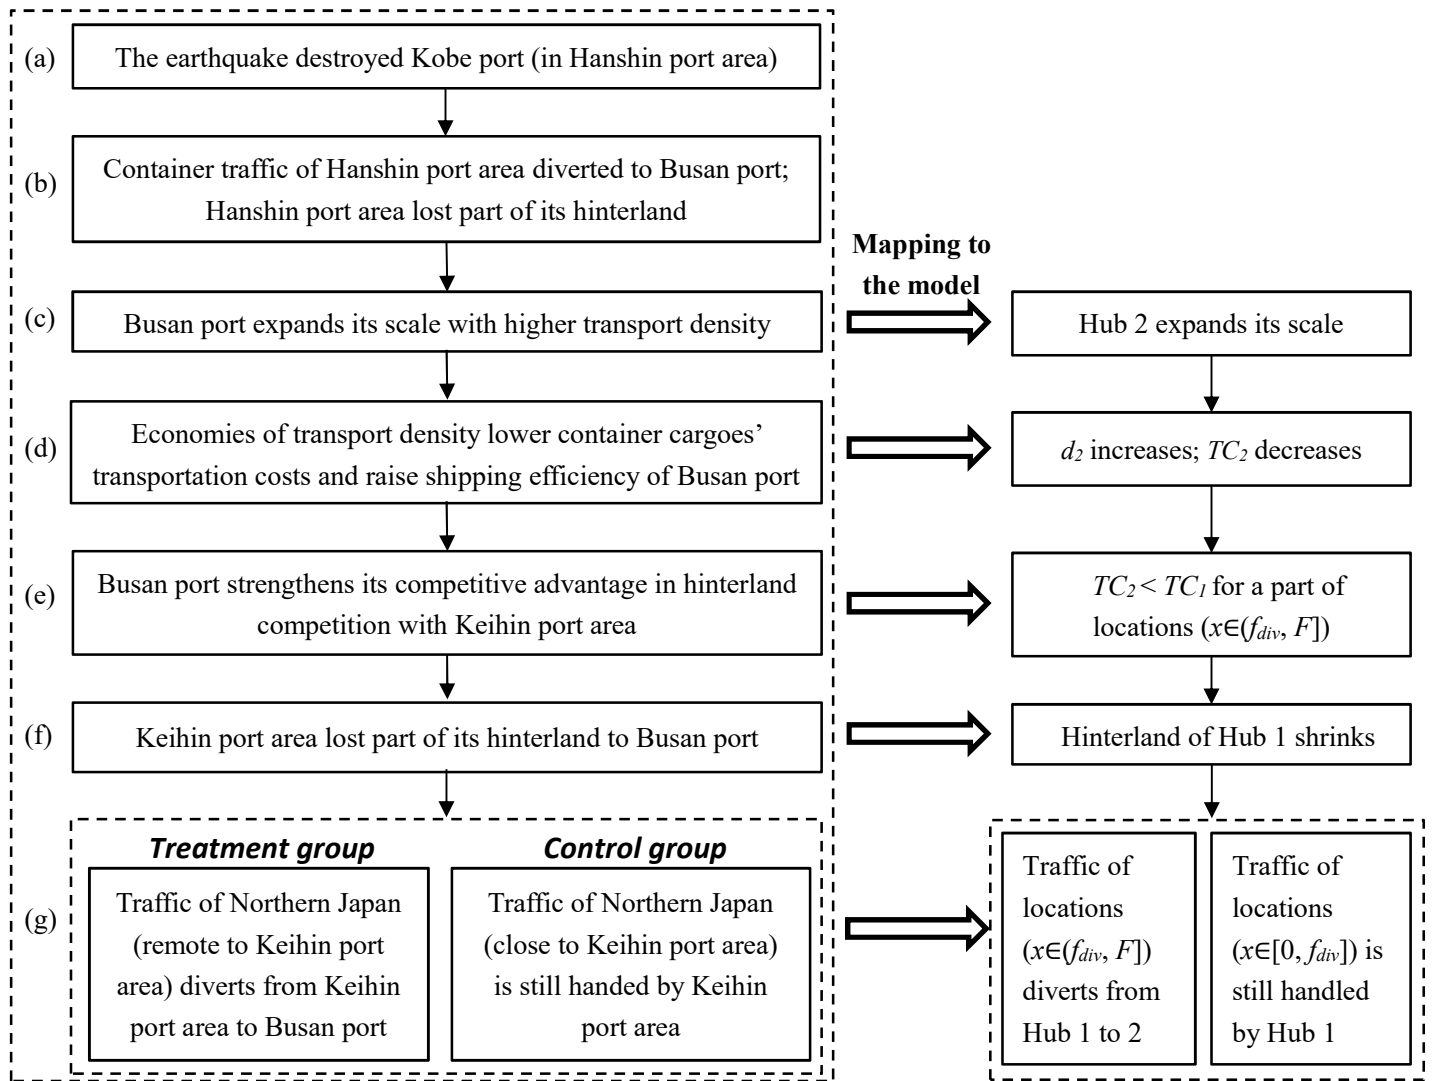 (a)
The earthquake destroyed Kobe port (in Hanshin port area)
(b)
Container traffic of Hanshin port area diverted to Busan port;
Hanshin port area lost part of its hinterland
Mapping to
the model
(c)
Busan port expands its scale with higher transport density
Hub 2 expands its scale
(d)
Economies of transport density lower container cargoes’
transportation costs and raise shipping efficiency of Busan port
d2 increases; TC2 decreases
(e)
Busan port strengthens its competitive advantage in hinterland
competition with Keihin port area
TC2 < TC1 for a part of
locations (x∈(fdiv, F])
(f)
Keihin port area lost part of its hinterland to Busan port
Hinterland of Hub 1 shrinks
(g)
Treatment group
Traffic of Northern Japan
(remote to Keihin port
area) diverts from Keihin
port area to Busan port
Control group
Traffic of Northern Japan
(close to Keihin port area)
is still handed by Keihin
port area
Traffic of
locations
(x∈(fdiv, F])
diverts from
Hub 1 to 2
Traffic of
locations
(x∈[0, fdiv]) is
still handled
by Hub 1